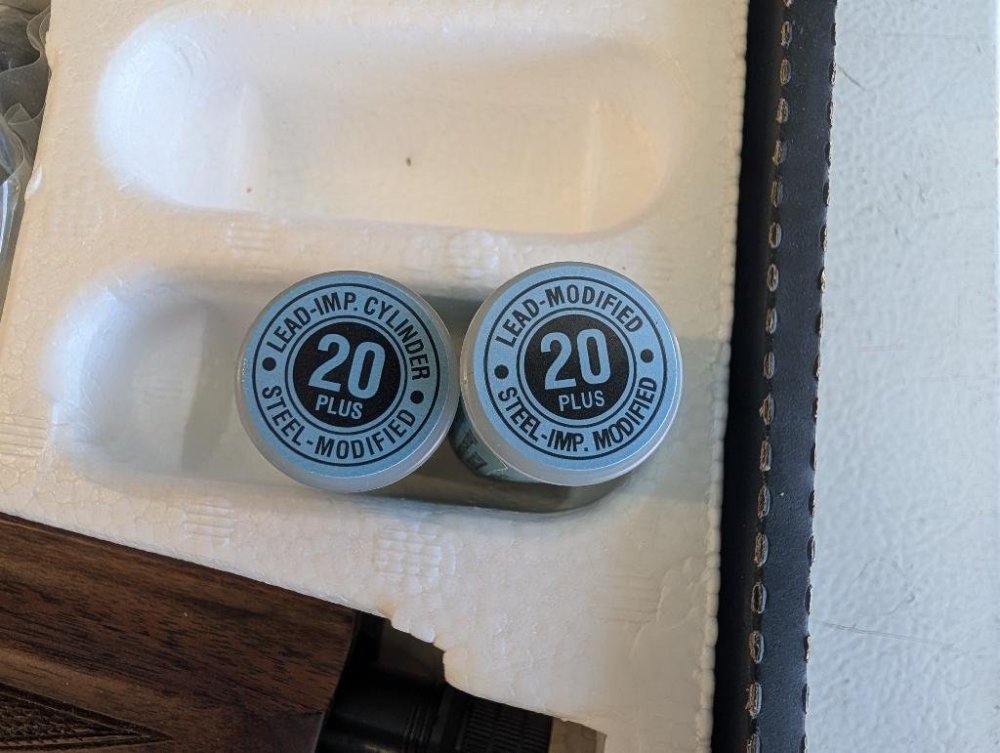 LEAD-IMP. CYLINDER
20
PLUS
STEEL-MODIFIED
LEAD-MODIFIED
20
PLUS
STEEL-IMP. MODIFIED